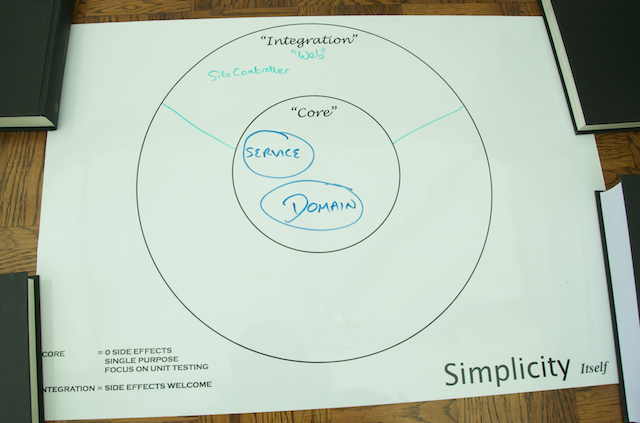 "Integration"
"Web"
SiteController
"Core"
SERVICE
DOMAIN
CORE = 0 SIDE EFFECTS
SINGLE PURPOSE
FOCUS ON UNIT TESTING
INTEGRATION = SIDE EFFECTS WELCOME
Simplicity Itself